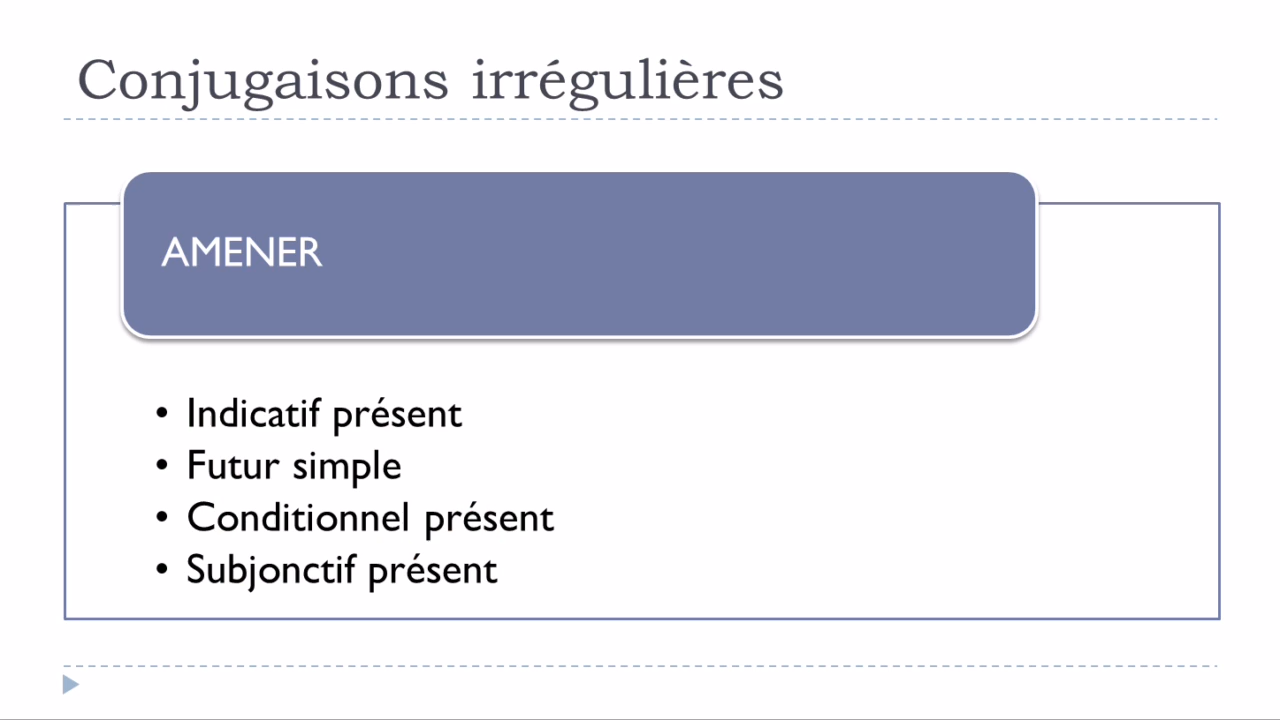 Conjugaisons irrégulières
AMENER
• Indicatif présent
• Futur simple
• Conditionnel présent
• Subjonctif présent